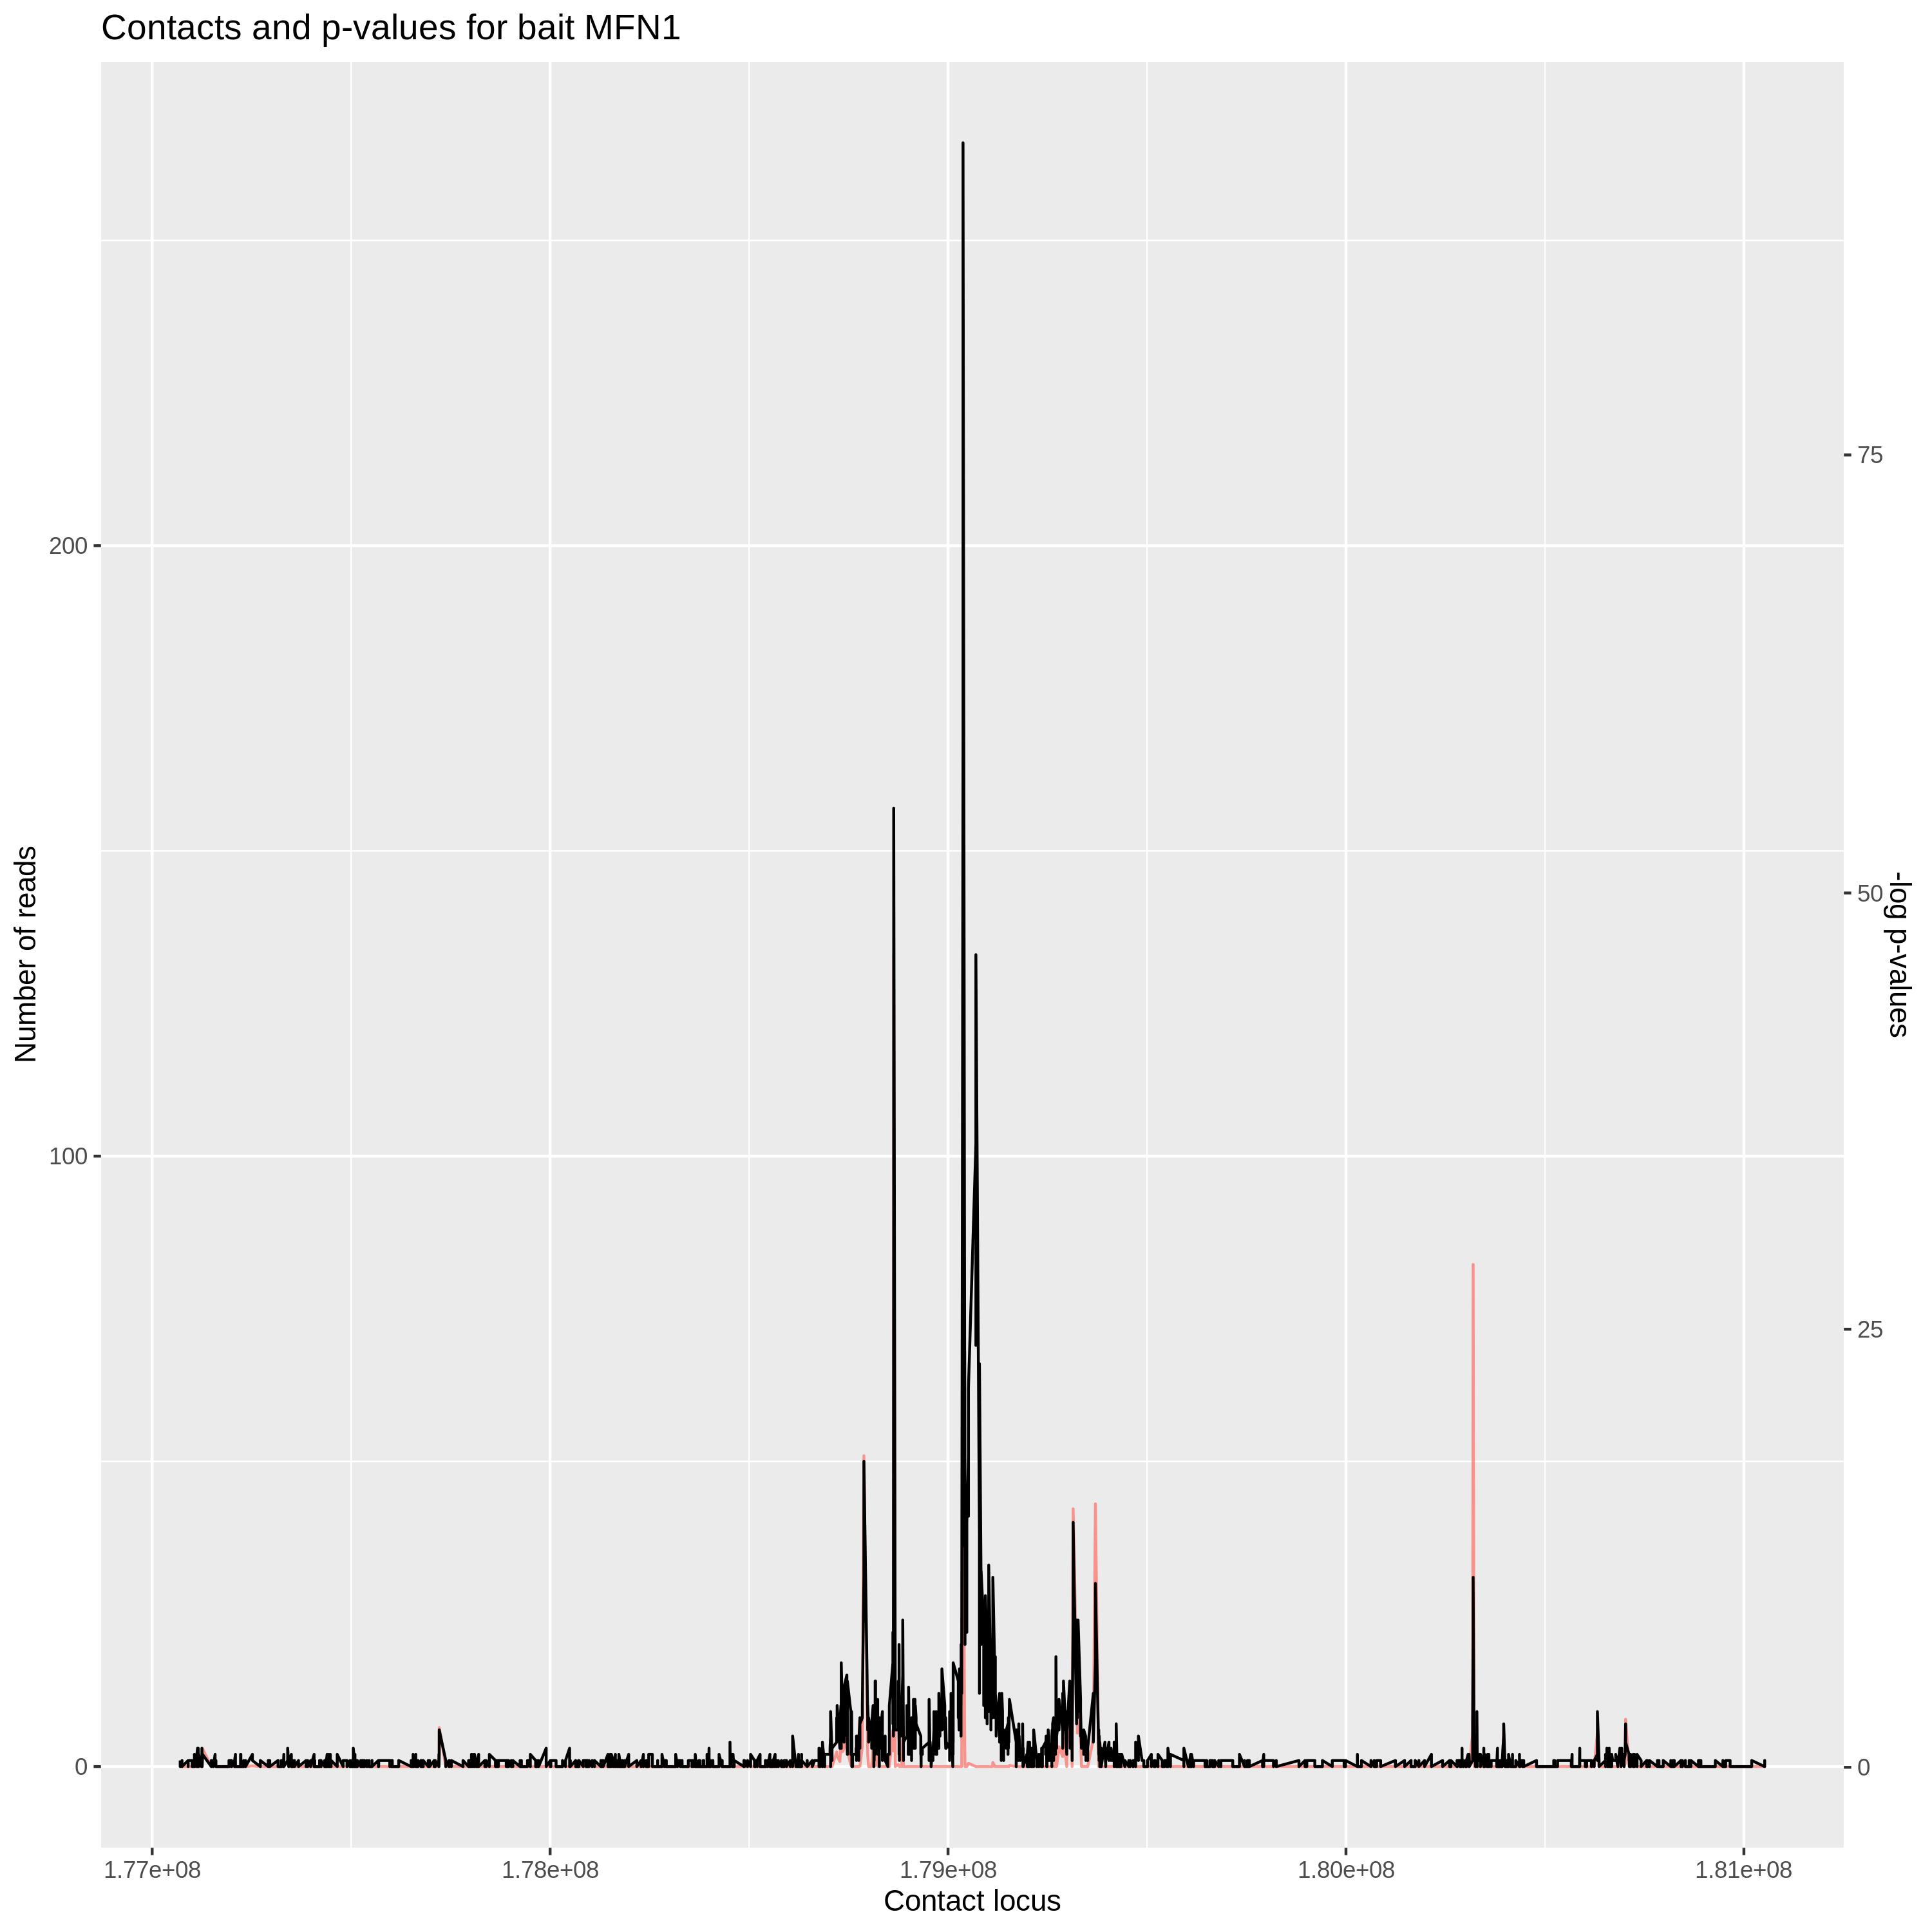 Contacts and p-values for bait MFN1
200
100
0
Number of reads
75
50
25
0
-log p-values
1.77e+08 1.78e+08 1.79e+08 1.80e+08 1.81e+08
Contact locus